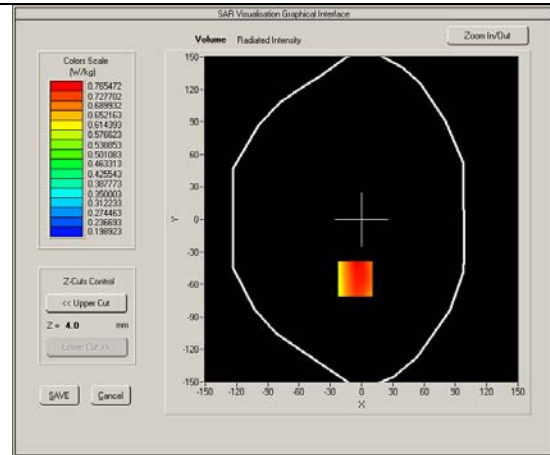 SAR Visualisation Graphical Interface
Volume Radiated Intensity
Zoom In/Out
Colors Scale
(W/kg)
0.765472
0.727702
0.689932
0.652163
0.614393
0.576623
0.538853
0.501083
0.463313
0.425543
0.387773
0.350003
0.312233
0.274463
0.236693
0.198923
Z-Cuts Control
<< Upper Cut
Z = 4.0 mm
Lower Cut >>
SAVE
Cancel
150
120
90
60
30
0
-30
-60
-90
-120
-150
Y
-150 -120 -90 -60 -30 0 30 60 90 120 150
X